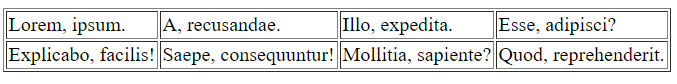 Lorem, ipsum. A, recusandae. Illo, expedita. Esse, adipisci?
Explicabo, facilis! Saepe, consequuntur! Mollitia, sapiente? Quod, reprehenderit.